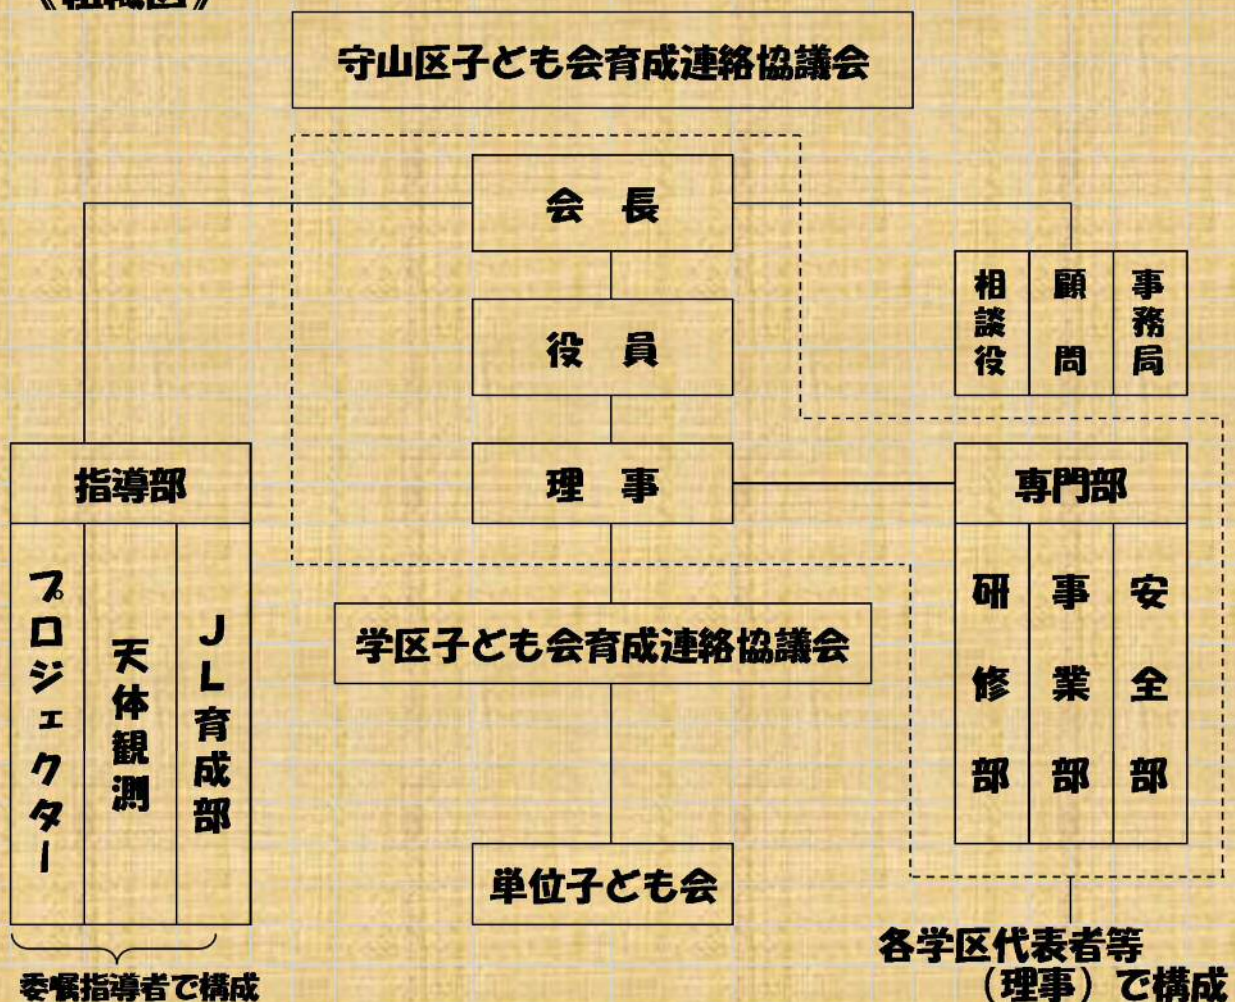 《組織図》
守山区子ども会育成連絡協議会
会 長
役 員
理 事
相談役
顧問
事務局
指導部
プロジェクター
天体観測
JL育成部
専門部
研修部
事業部
安全部
学区子ども会育成連絡協議会
単位子ども会
委嘱指導者で構成
各学区代表者等
(理事)で構成